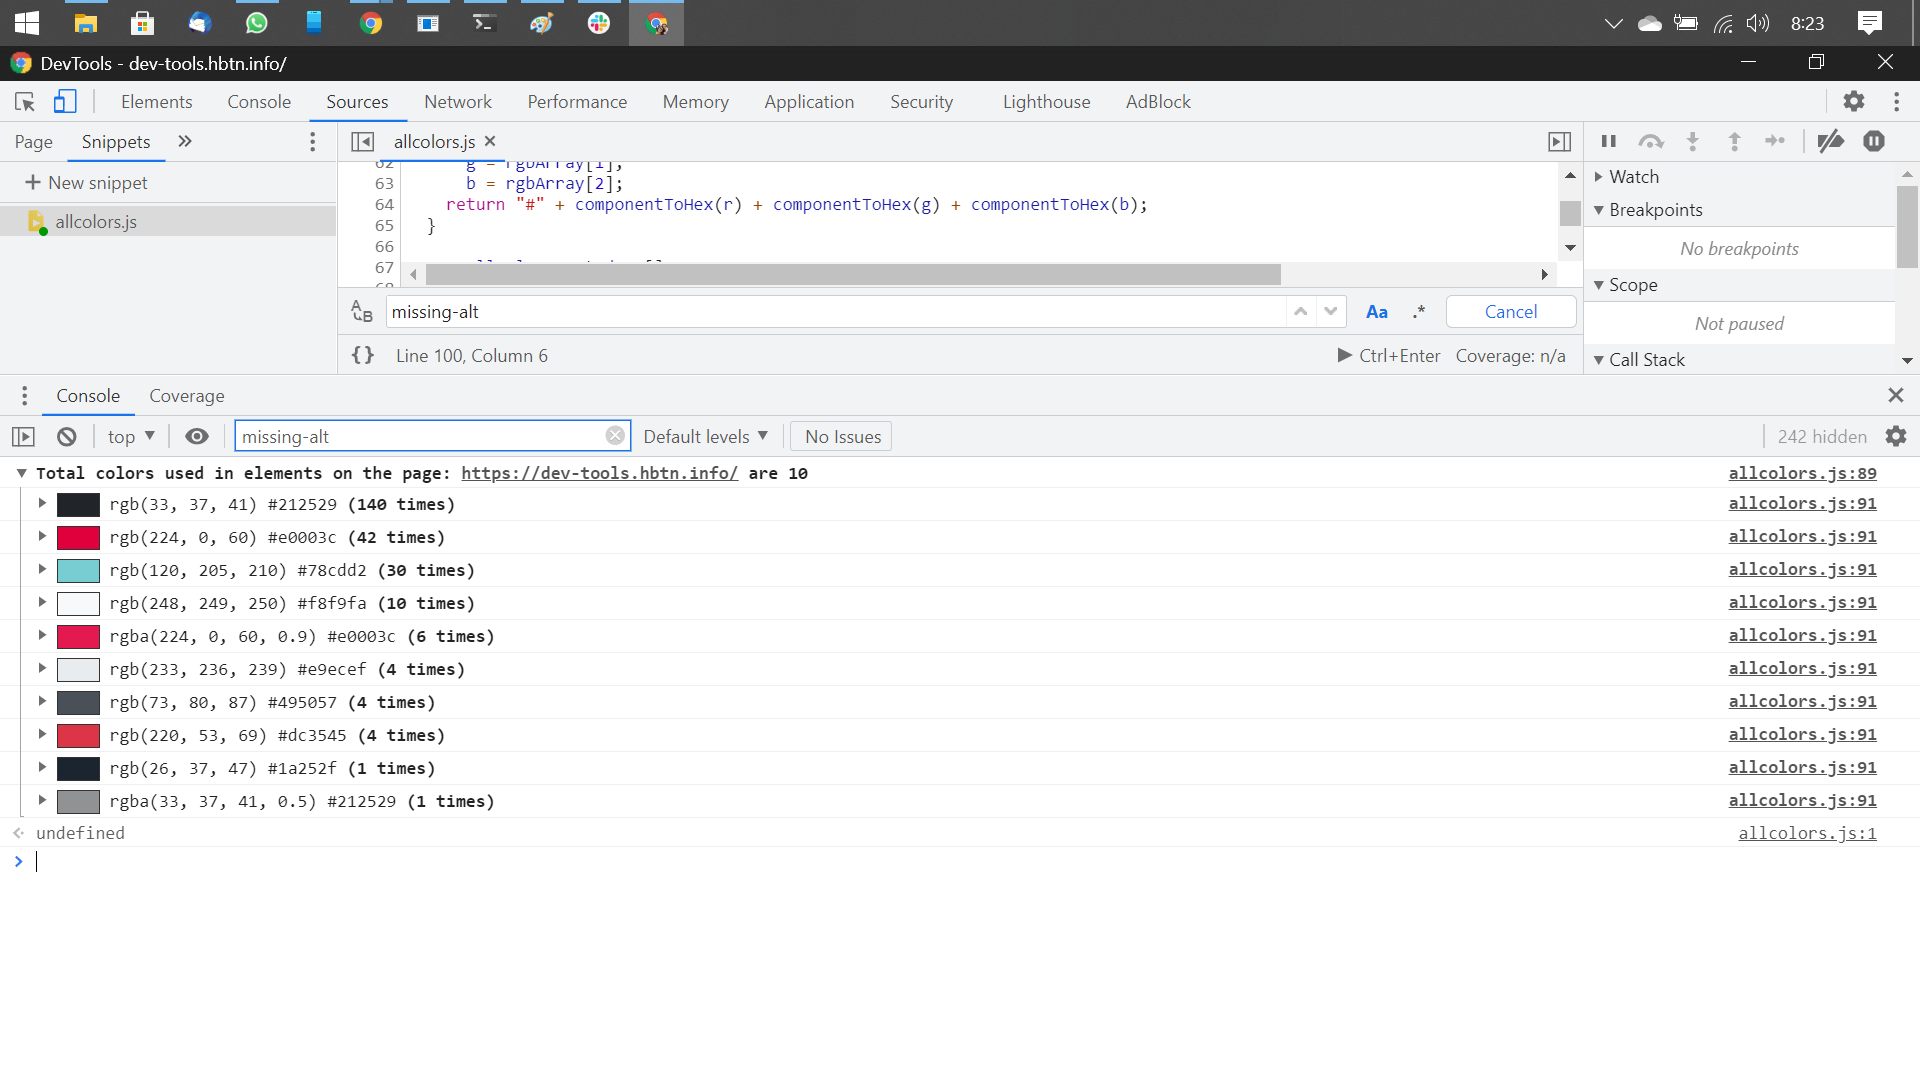 8:23
DevTools - dev-tools.hbtn.info/
Elements Console Sources Network Performance Memory Application Security Lighthouse AdBlock
Page Snippets
allcolors.js
+ New snippet
allcolors.js
62 g = rgbArray[1];
63 b = rgbArray[2];
64 return "#" + componentToHex(r) + componentToHex(g) + componentToHex(b);
65 }
66
67
68
missing-alt
Aa .* Cancel
{} Line 100, Column 6
Ctrl+Enter Coverage: n/a
Watch
Breakpoints
No breakpoints
Scope
Not paused
Call Stack
Console Coverage
top missing-alt Default levels No Issues 242 hidden
Total colors used in elements on the page: https://dev-tools.hbtn.info/ are 10 allcolors.js:89
rgb(33, 37, 41) #212529 (140 times) allcolors.js:91
rgb(224, 0, 60) #e0003c (42 times) allcolors.js:91
rgb(120, 205, 210) #78cdd2 (30 times) allcolors.js:91
rgb(248, 249, 250) #f8f9fa (10 times) allcolors.js:91
rgba(224, 0, 60, 0.9) #e0003c (6 times) allcolors.js:91
rgb(233, 236, 239) #e9ecef (4 times) allcolors.js:91
rgb(73, 80, 87) #495057 (4 times) allcolors.js:91
rgb(220, 53, 69) #dc3545 (4 times) allcolors.js:91
rgb(26, 37, 47) #1a252f (1 times) allcolors.js:91
rgba(33, 37, 41, 0.5) #212529 (1 times) allcolors.js:91
undefined allcolors.js:1